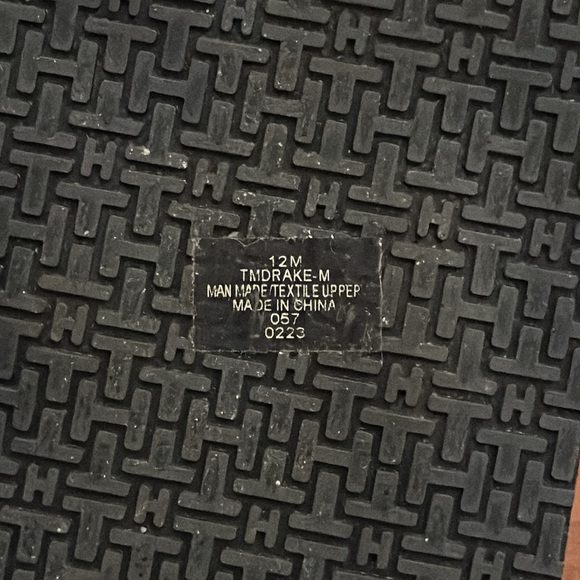 12M
TMDRAKE-M
MAN MADE/TEXTILE UPPER
MADE IN CHINA
057
0223